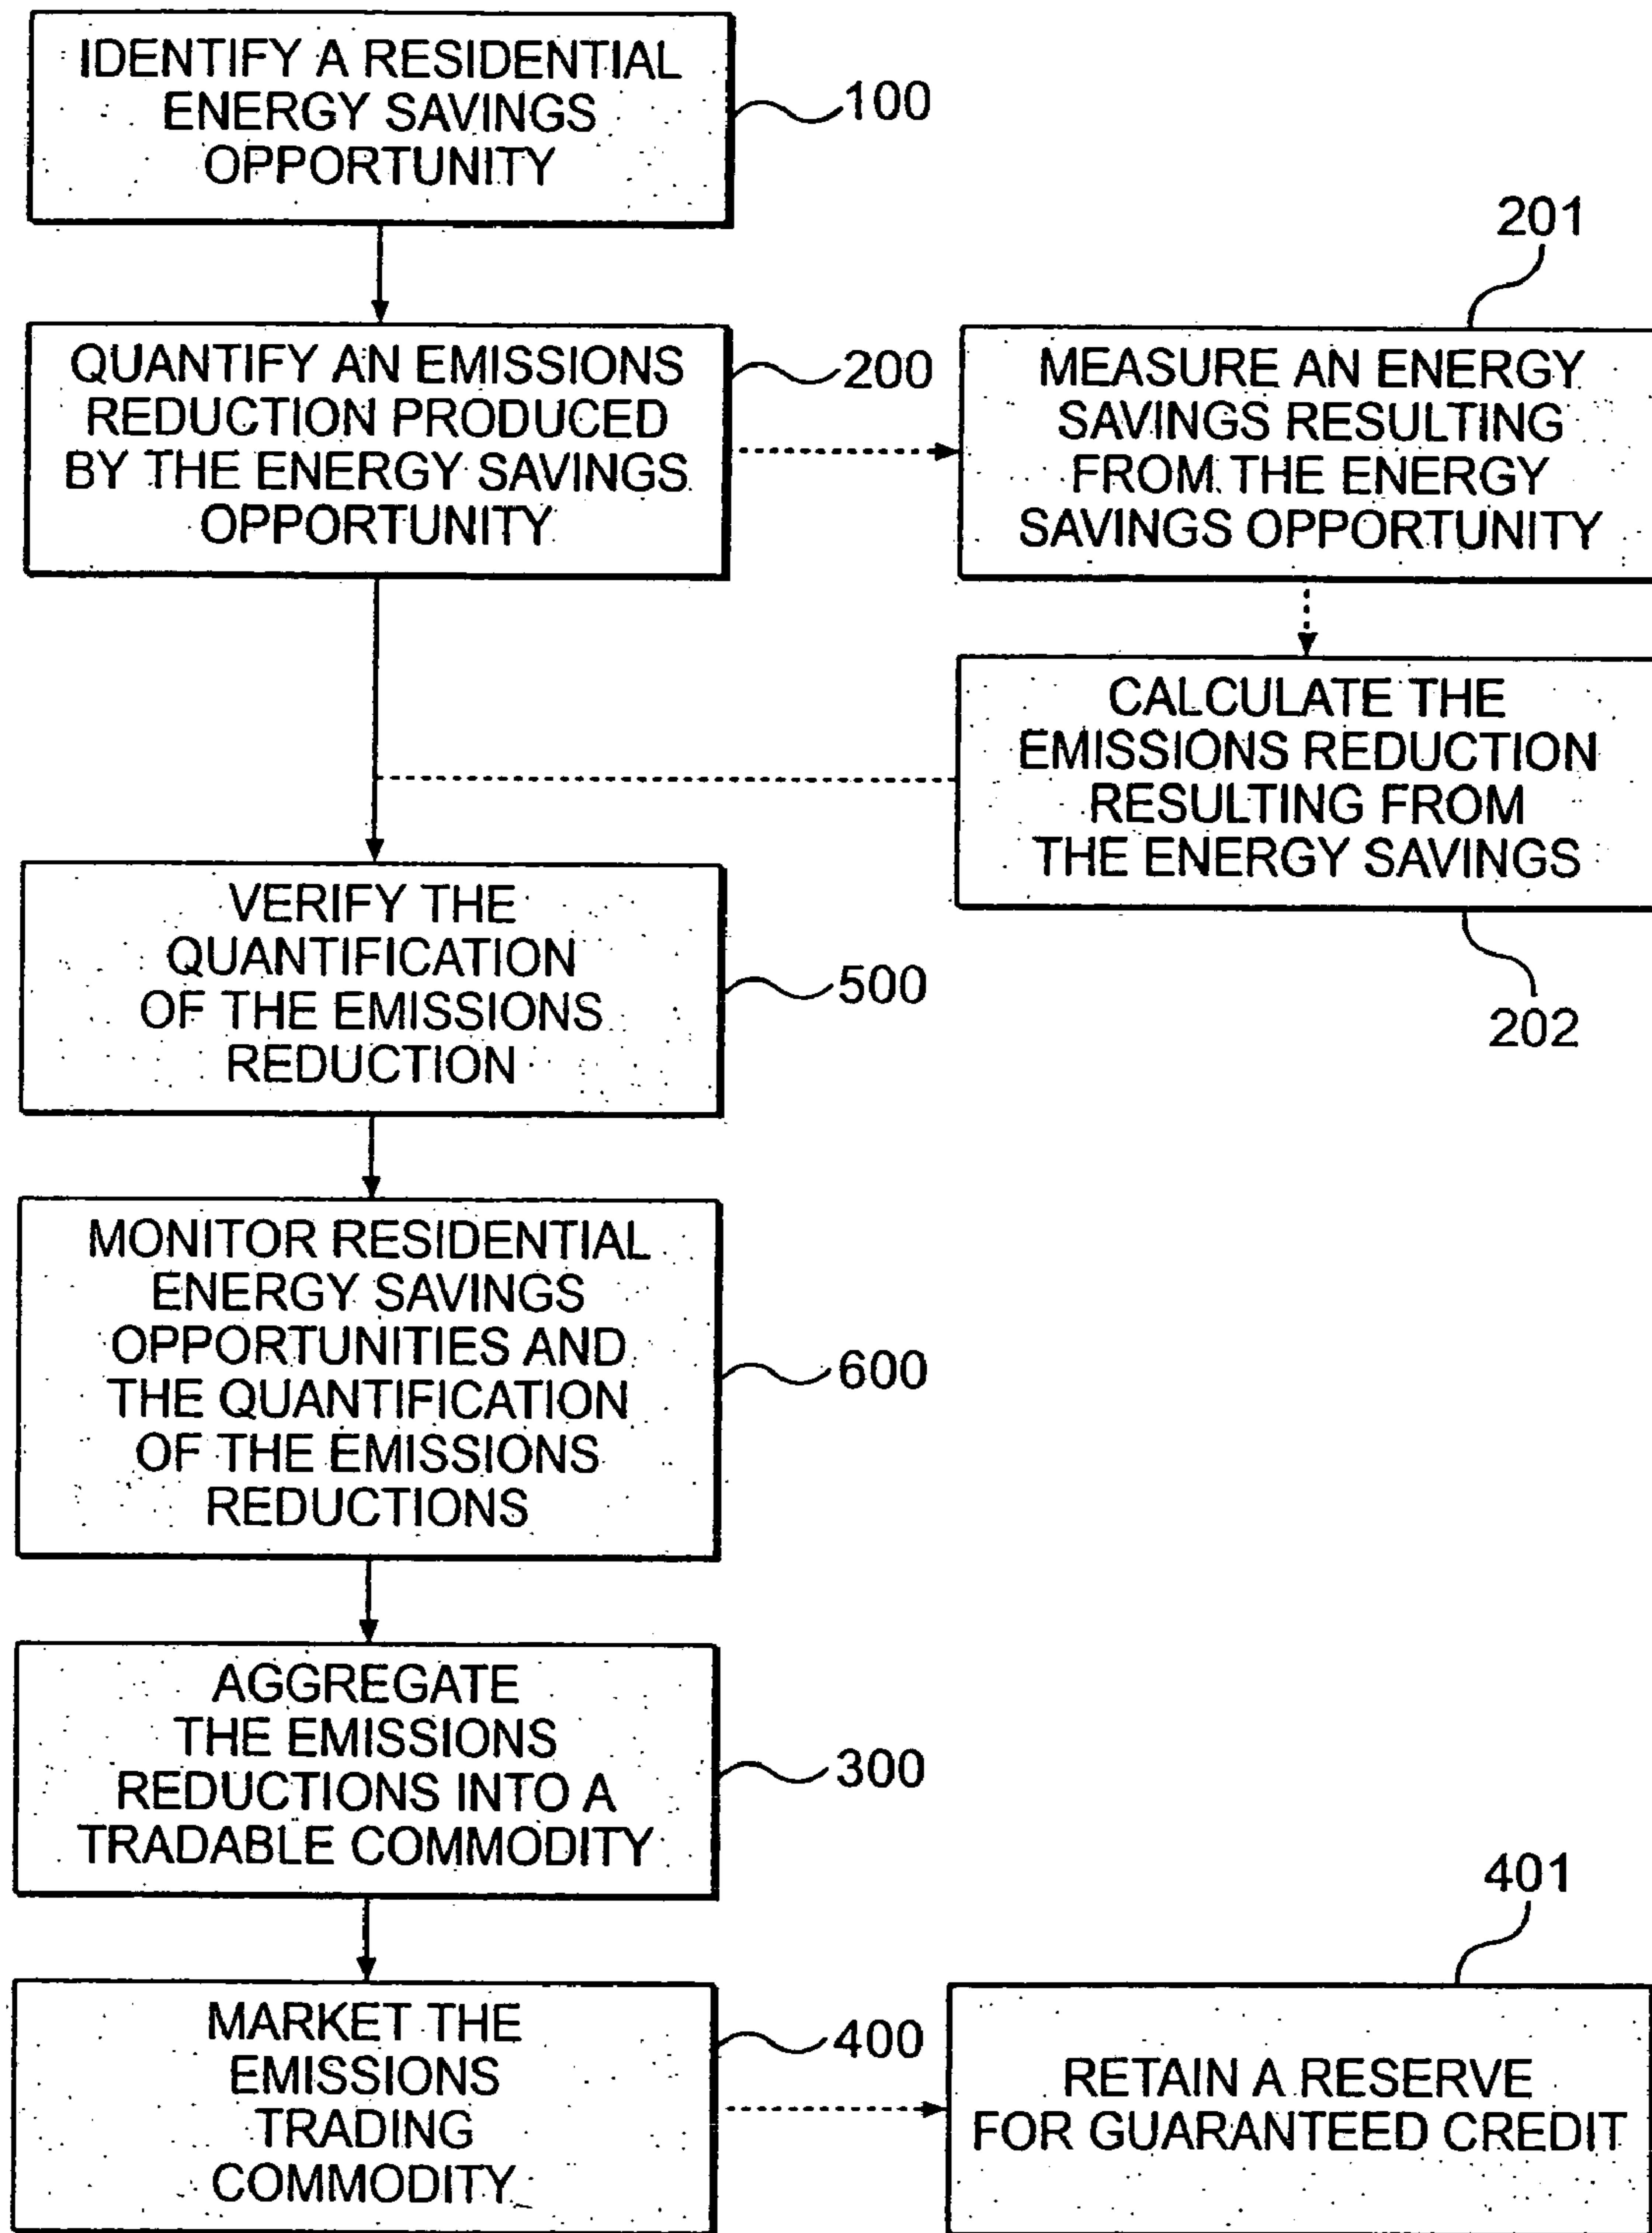 IDENTIFY A RESIDENTIAL
ENERGY SAVINGS
OPPORTUNITY
100
QUANTIFY AN EMISSIONS
REDUCTION PRODUCED
BY THE ENERGY SAVINGS
OPPORTUNITY
200
201
MEASURE AN ENERGY
SAVINGS RESULTING
FROM THE ENERGY
SAVINGS OPPORTUNITY
CALCULATE THE
EMISSIONS REDUCTION
RESULTING FROM
THE ENERGY SAVINGS
202
VERIFY THE
QUANTIFICATION
OF THE EMISSIONS
REDUCTION
500
MONITOR RESIDENTIAL
ENERGY SAVINGS
OPPORTUNITIES AND
THE QUANTIFICATION
OF THE EMISSIONS
REDUCTIONS
600
AGGREGATE
THE EMISSIONS
REDUCTIONS INTO A
TRADABLE COMMODITY
300
MARKET THE
EMISSIONS
TRADING
COMMODITY
400
401
RETAIN A RESERVE
FOR GUARANTEED CREDIT